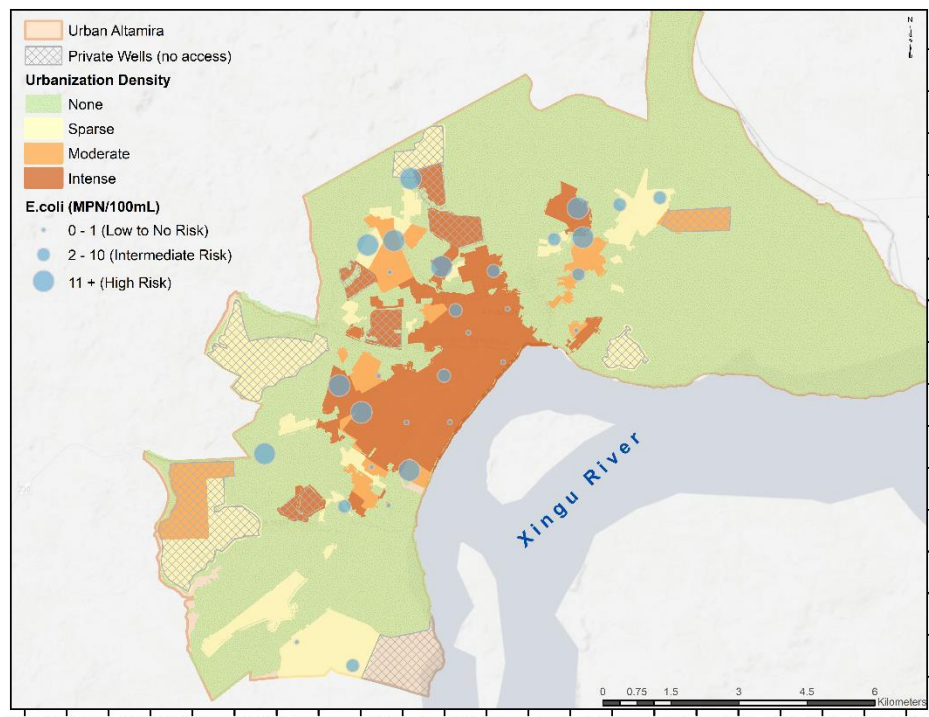 Urban Altamira
Private Wells (no access)
Urbanization Density
None
Sparse
Moderate
Intense
E.coli (MPN/100mL)
0 - 1 (Low to No Risk)
2 - 10 (Intermediate Risk)
11 + (High Risk)
N
Xingu River
0 0.75 1.5 3 4.5 6
Kilometers